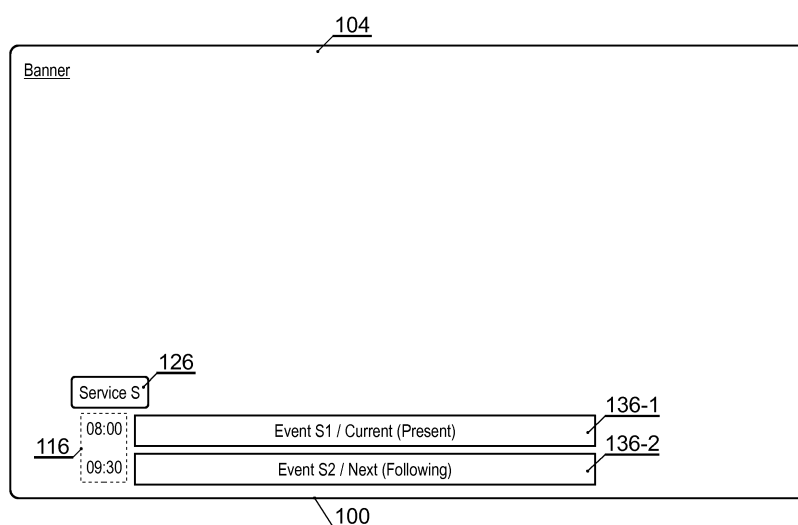 104
Banner
126
Service S
136-1
08:00 Event S1 / Current (Present)
116
136-2
09:30 Event S2 / Next (Following)
100